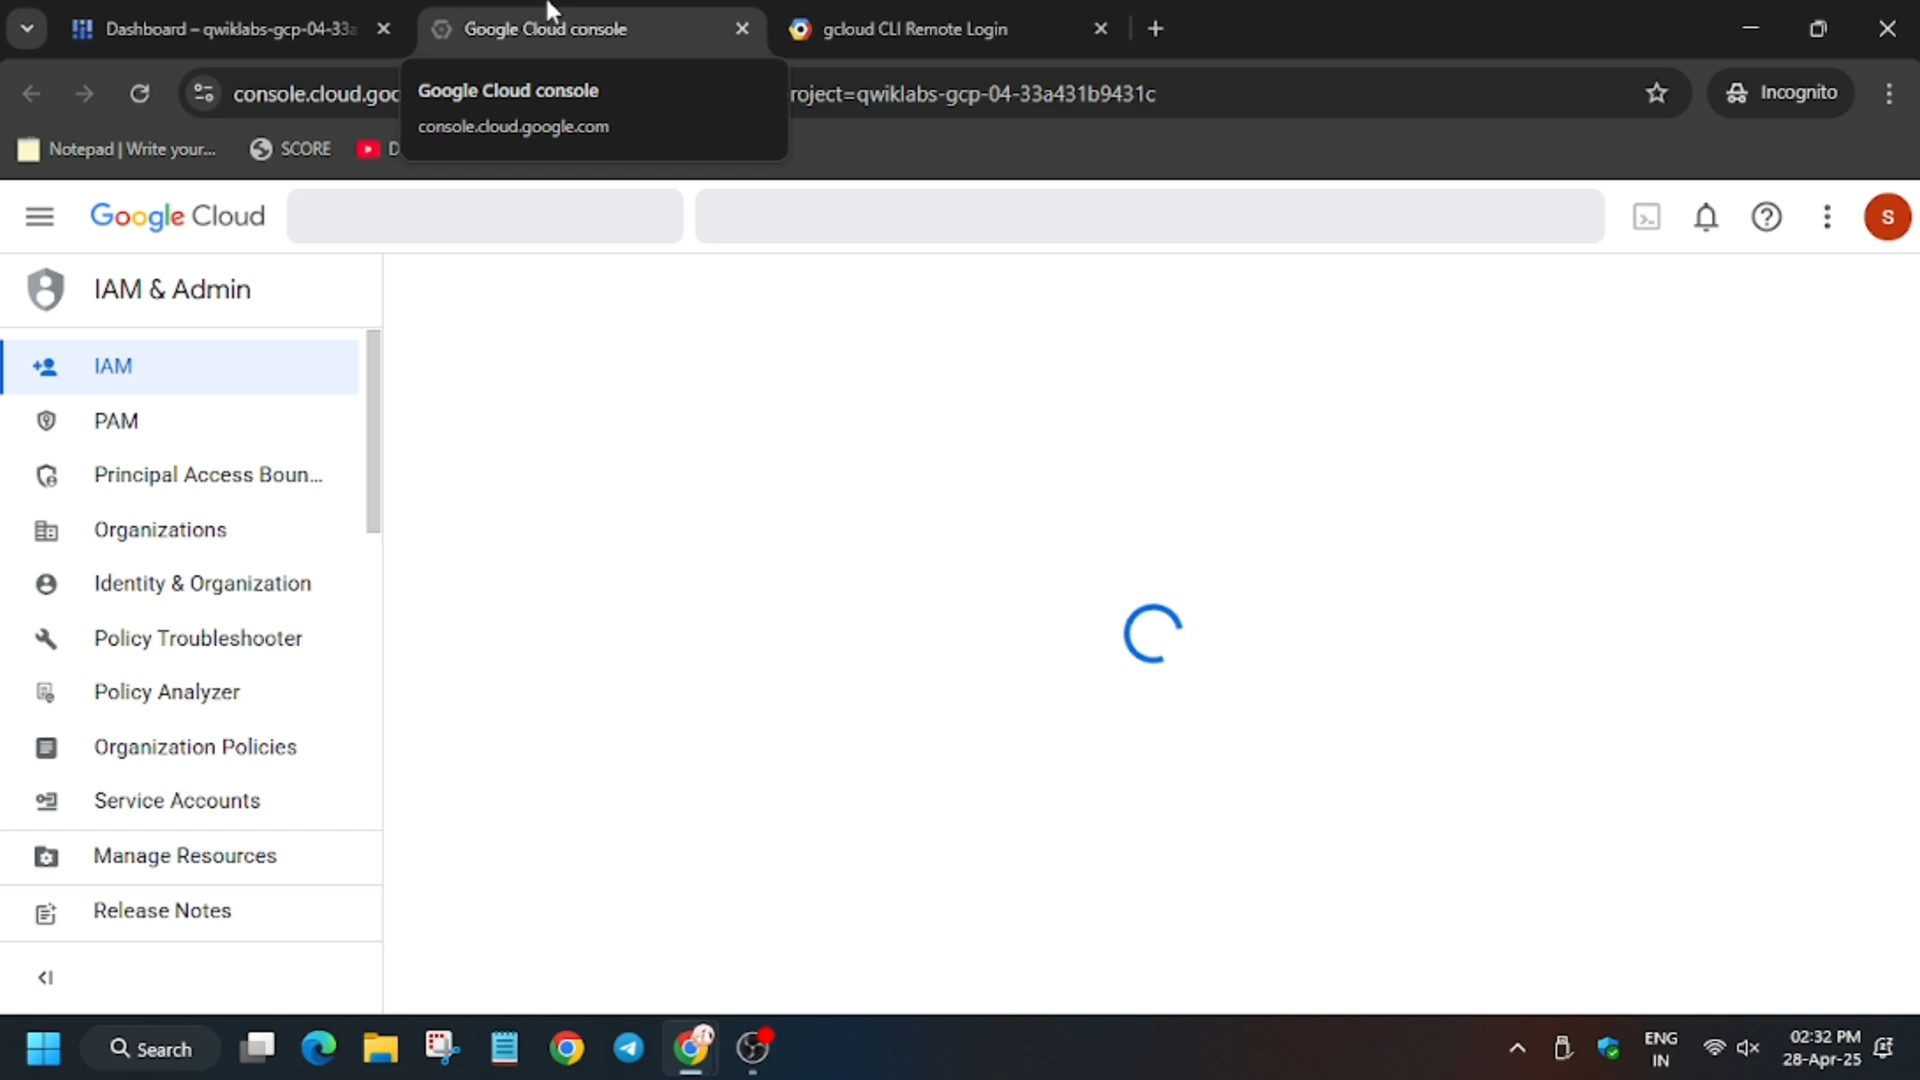 Dashboard – qwiklabs-gcp-04-33a
Google Cloud console
gcloud CLI Remote Login
console.cloud.goo
roject=qwiklabs-gcp-04-33a431b9431c
Incognito
Google Cloud console
console.cloud.google.com
Notepad | Write your...
SCORE
D
Google Cloud
S
IAM & Admin
IAM
PAM
Principal Access Boun...
Organizations
Identity & Organization
Policy Troubleshooter
Policy Analyzer
Organization Policies
Service Accounts
Manage Resources
Release Notes
Search
ENG
IN
02:32 PM
28-Apr-25